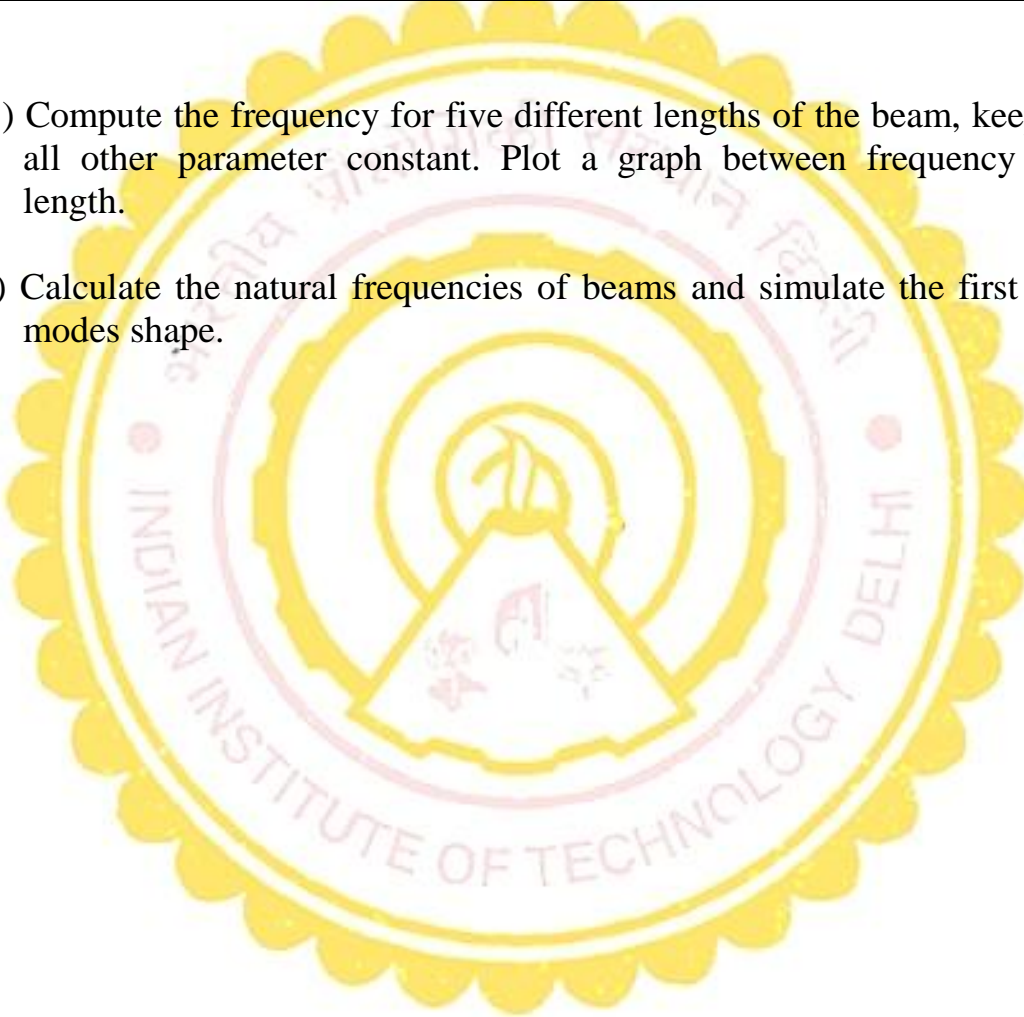 ) Compute the frequency for five different lengths of the beam, kee
all other parameter constant. Plot a graph between frequency
length.
) Calculate the natural frequencies of beams and simulate the first
modes shape.
भारतीय प्रौद्योगिकी संस्थान दिल्ली
INDIAN INSTITUTE OF TECHNOLOGY DELHI